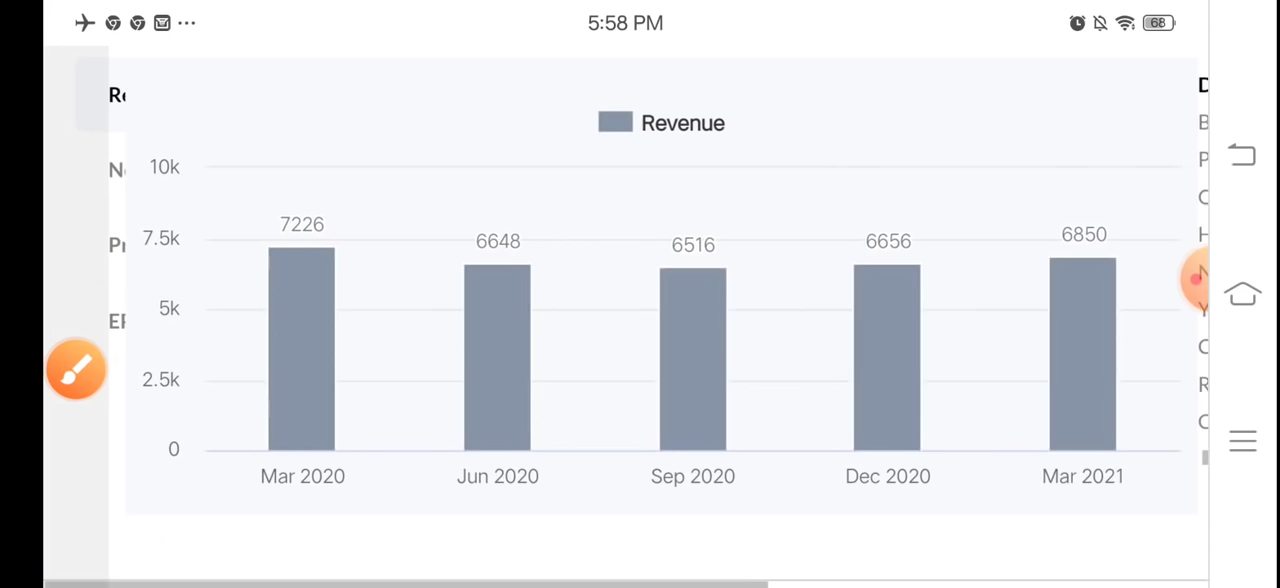 5:58 PM
68
Revenue
10k
7.5k
5k
2.5k
0
7226
6648
6516
6656
6850
Mar 2020
Jun 2020
Sep 2020
Dec 2020
Mar 2021